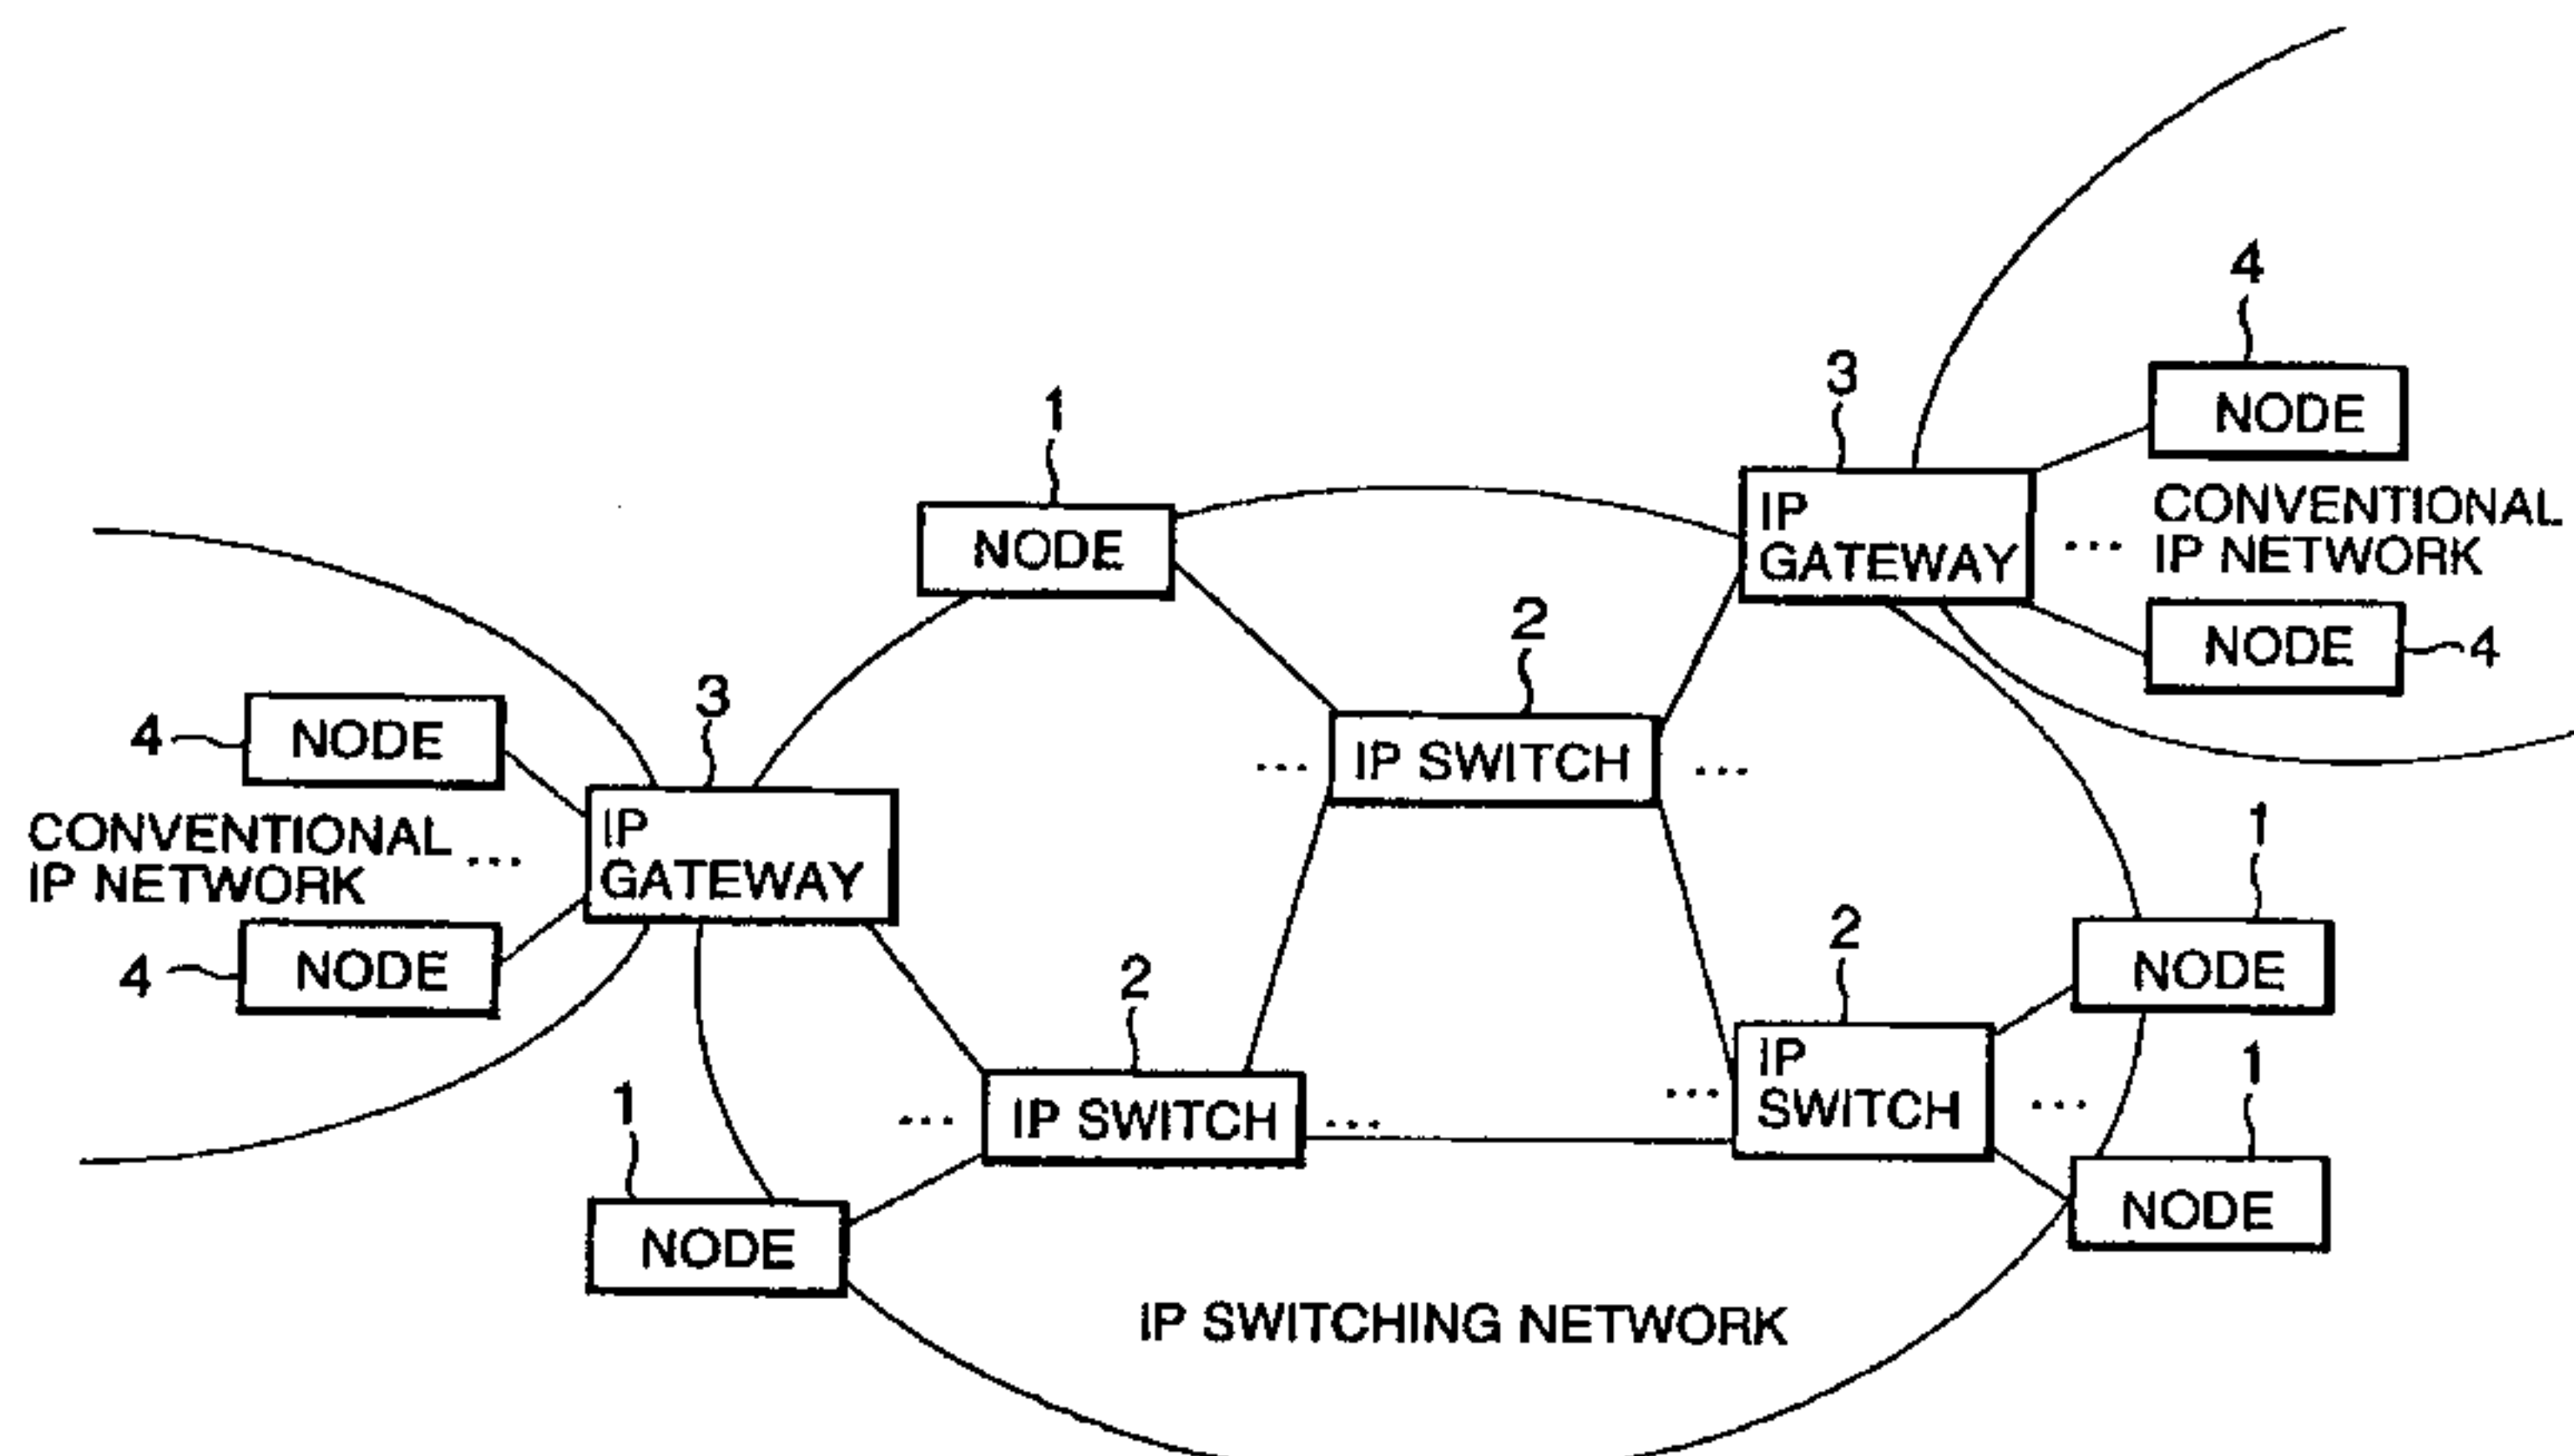 4
3
NODE
1
IP
GATEWAY
...
CONVENTIONAL
IP NETWORK
NODE
2
NODE
4
3
4
NODE
...
IP SWITCH
...
IP
GATEWAY
CONVENTIONAL
IP NETWORK
...
1
4
NODE
2
NODE
2
IP
SWITCH
...
...
1
...
IP SWITCH
...
1
NODE
NODE
IP SWITCHING NETWORK